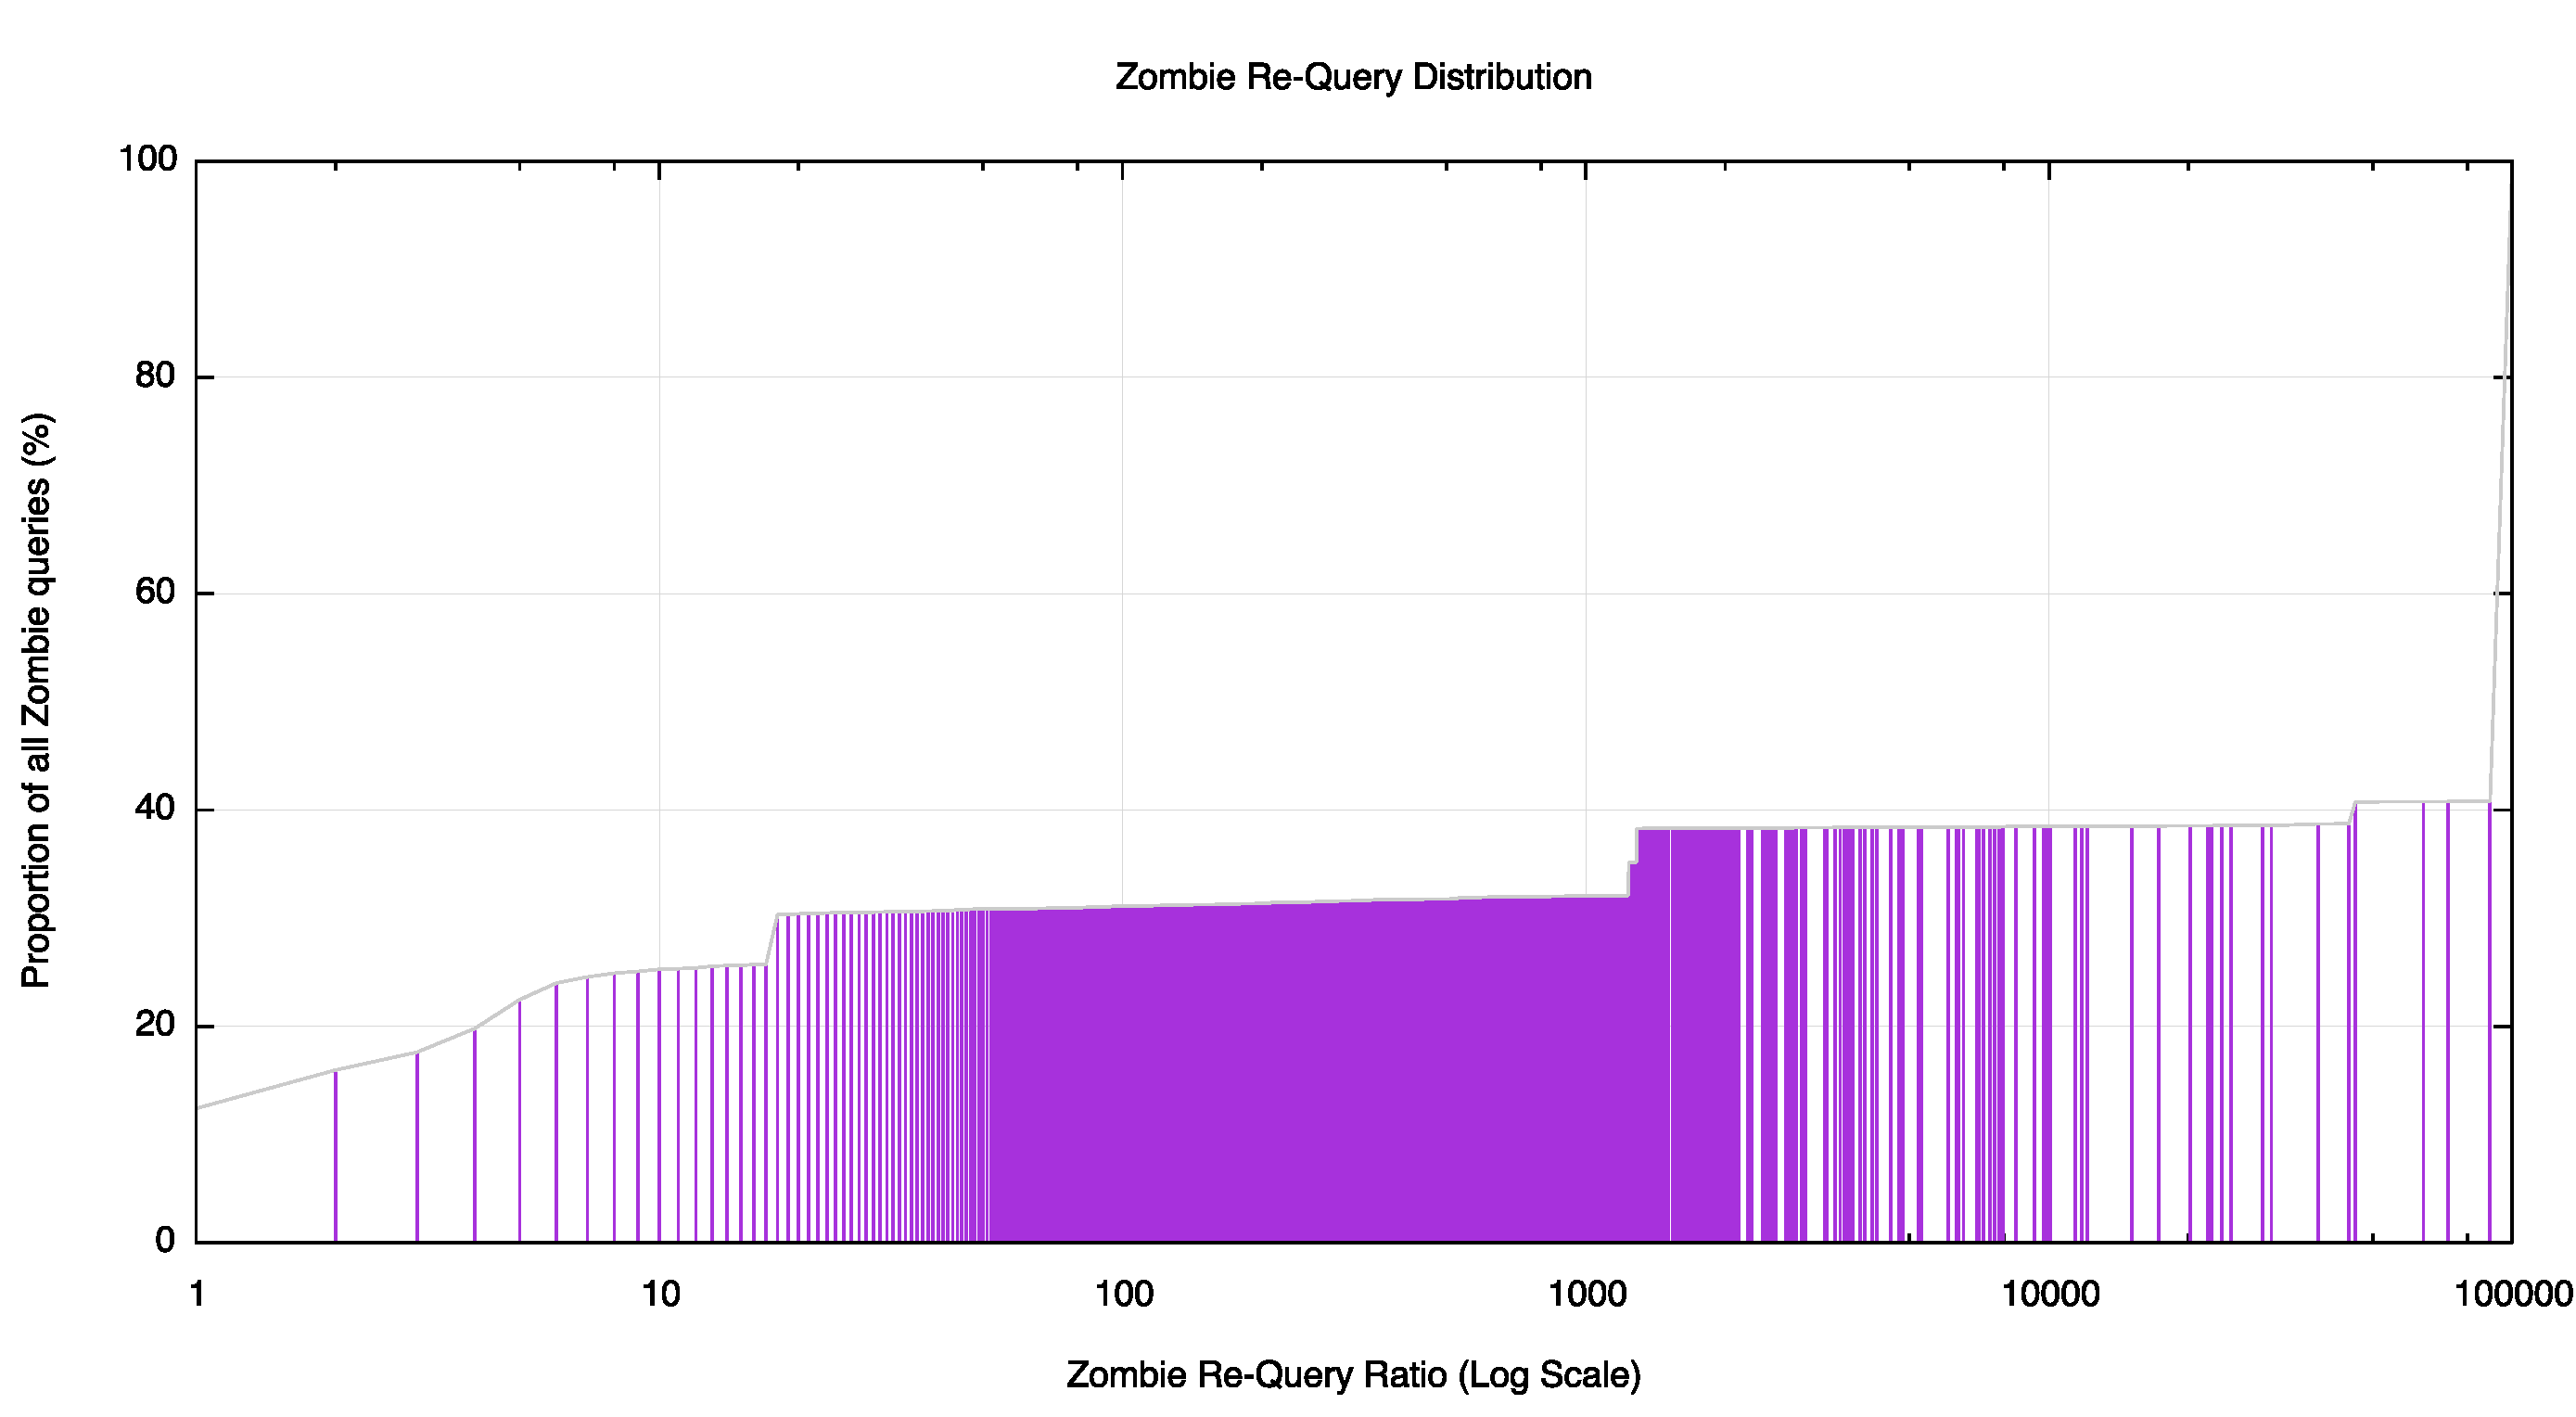 Zombie Re-Query Distribution
100
80
60
40
20
0
Proportion of all Zombie queries (%)
1 10 100 1000 10000 100000
Zombie Re-Query Ratio (Log Scale)